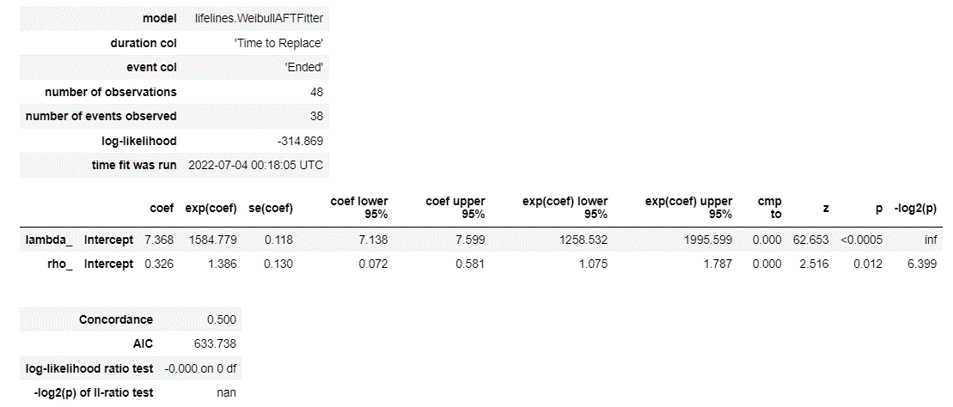 model lifelines.WeibullAFTFitter
duration col 'Time to Replace'
event col 'Ended'
number of observations 48
number of events observed 38
log-likelihood -314.869
time fit was run 2022-07-04 00:18:05 UTC
coef exp(coef) se(coef) coef lower 95% coef upper 95% exp(coef) lower 95% exp(coef) upper 95% cmp to z p -log2(p)
lambda_ Intercept 7.368 1584.779 0.118 7.138 7.599 1258.532 1995.599 0.000 62.653 <0.0005 inf
rho_ Intercept 0.326 1.386 0.130 0.072 0.581 1.075 1.787 0.000 2.516 0.012 6.399
Concordance 0.500
AIC 633.738
log-likelihood ratio test -0.000 on 0 df
-log2(p) of ll-ratio test nan